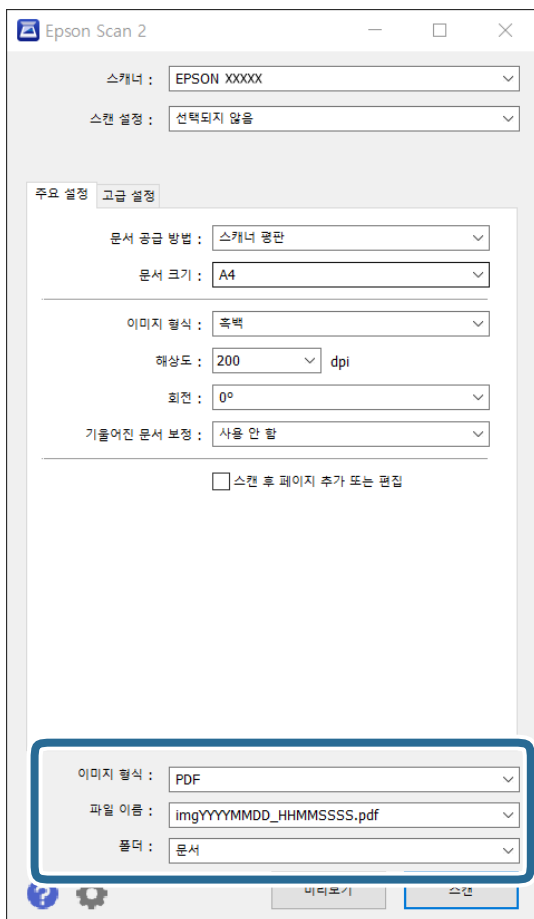 Epson Scan 2
스캐너 : EPSON XXXXX
스캔 설정 : 선택되지 않음
주요 설정 고급 설정
문서 공급 방법 : 스캐너 평판
문서 크기 : A4
이미지 형식 : 흑백
해상도 : 200 dpi
회전 : 0º
기울어진 문서 보정 : 사용 안 함
스캔 후 페이지 추가 또는 편집
이미지 형식 : PDF
파일 이름 : imgYYYYMMDD_HHMMSSSS.pdf
폴더 : 문서
? 미리보기 스캔